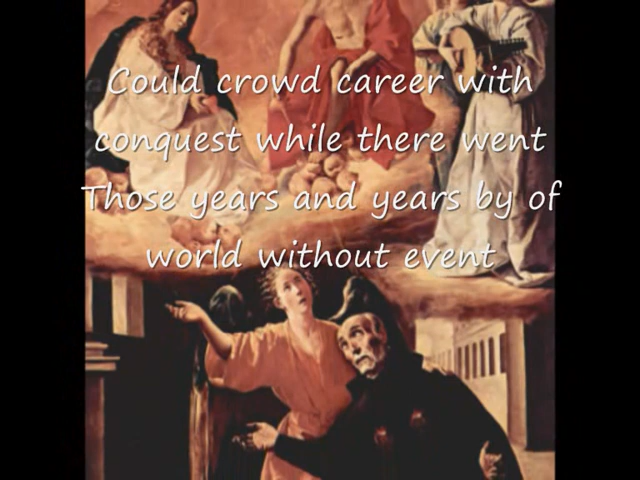 Could crowd career with
conquest while there went
Those years and years by of
world without event